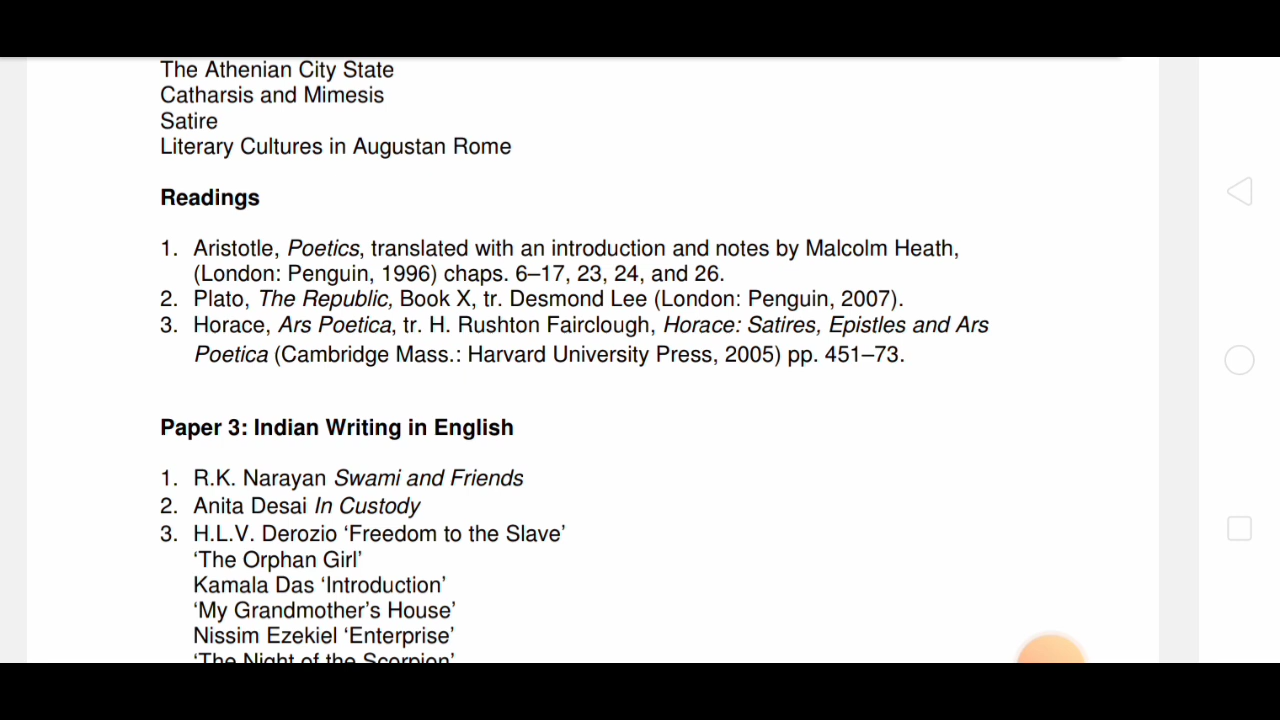 The Athenian City State
Catharsis and Mimesis
Satire
Literary Cultures in Augustan Rome
Readings
1. Aristotle, Poetics, translated with an introduction and notes by Malcolm Heath,
(London: Penguin, 1996) chaps. 6–17, 23, 24, and 26.
2. Plato, The Republic, Book X, tr. Desmond Lee (London: Penguin, 2007).
3. Horace, Ars Poetica, tr. H. Rushton Fairclough, Horace: Satires, Epistles and Ars
Poetica (Cambridge Mass.: Harvard University Press, 2005) pp. 451–73.
Paper 3: Indian Writing in English
1. R.K. Narayan Swami and Friends
2. Anita Desai In Custody
3. H.L.V. Derozio ‘Freedom to the Slave’
‘The Orphan Girl’
Kamala Das ‘Introduction’
‘My Grandmother’s House’
Nissim Ezekiel ‘Enterprise’
‘The Night of the Scorpion’